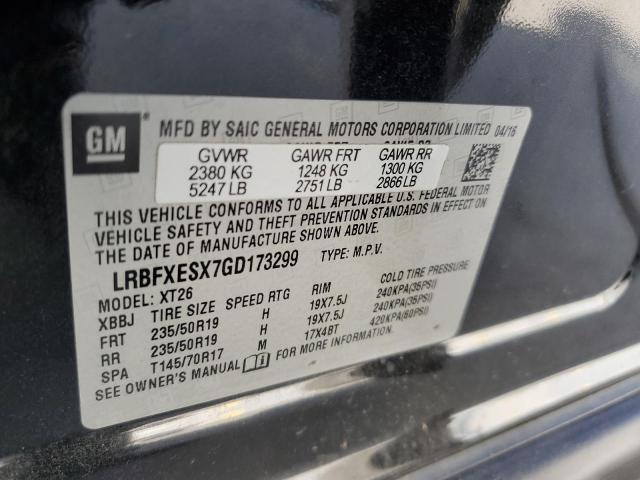 GM
MFD BY SAIC GENERAL MOTORS CORPORATION LIMITED 04/16
GVWR GAWR FRT GAWR RR
2380 KG 1248 KG 1300 KG
5247 LB 2751 LB 2866 LB
THIS VEHICLE CONFORMS TO ALL APPLICABLE U.S. FEDERAL MOTOR
VEHICLE SAFETY AND THEFT PREVENTION STANDARDS IN EFFECT ON
THE DATE OF MANUFACTURE SHOWN ABOVE.
LRBFXESX7GD173299 TYPE: M.P.V.
MODEL: XT26
XBBJ TIRE SIZE SPEED RTG RIM COLD TIRE PRESSURE
FRT 235/50R19 H 19X7.5J 240KPA(35PSI)
RR 235/50R19 H 19X7.5J 240KPA(35PSI)
SPA T145/70R17 M 17X4BT 420KPA(60PSI)
SEE OWNER'S MANUAL FOR MORE INFORMATION.